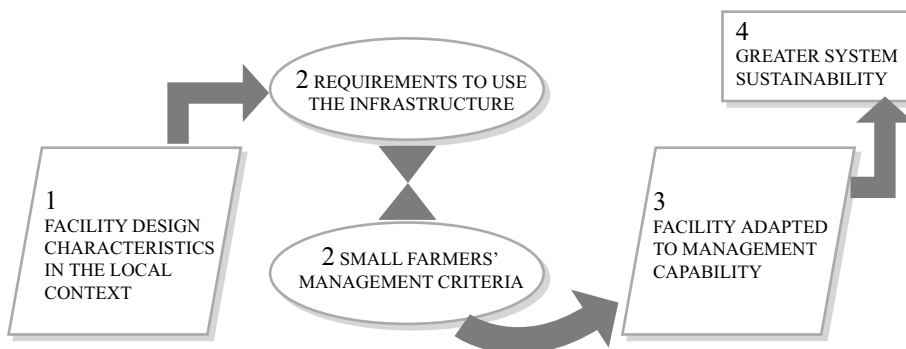 1
FACILITY DESIGN
CHARACTERISTICS
IN THE LOCAL
CONTEXT
2 REQUIREMENTS TO USE
THE INFRASTRUCTURE
2 SMALL FARMERS'
MANAGEMENT CRITERIA
3
FACILITY ADAPTED
TO MANAGEMENT
CAPABILITY
4
GREATER SYSTEM
SUSTAINABILITY